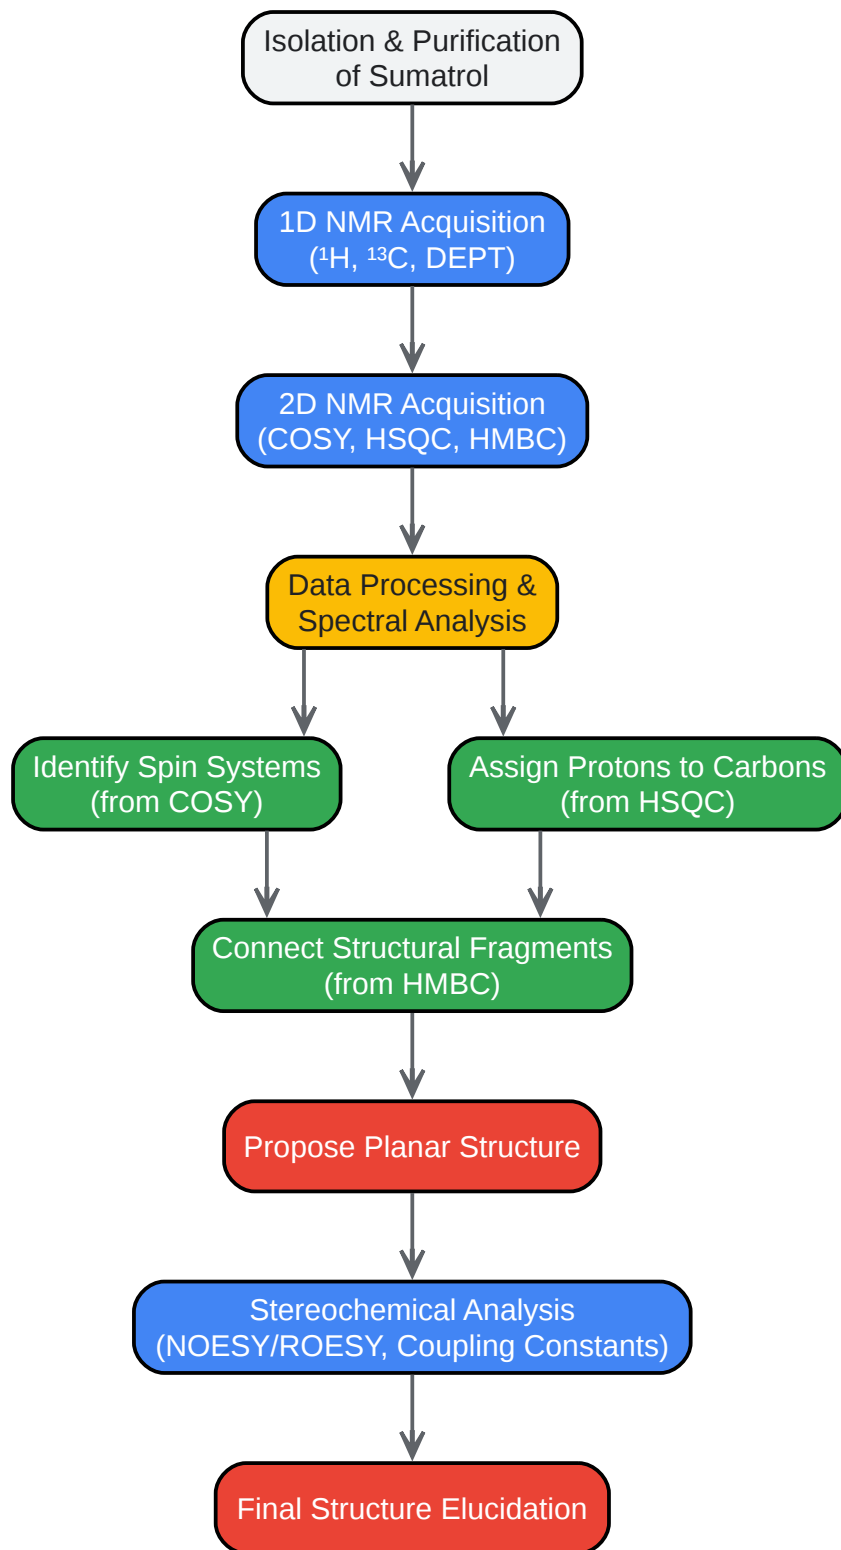 Isolation & Purification
of Sumatrol
1D NMR Acquisition
(¹H, ¹³C, DEPT)
2D NMR Acquisition
(COSY, HSQC, HMBC)
Data Processing &
Spectral Analysis
Identify Spin Systems
(from COSY)
Assign Protons to Carbons
(from HSQC)
Connect Structural Fragments
(from HMBC)
Propose Planar Structure
Stereochemical Analysis
(NOESY/ROESY, Coupling Constants)
Final Structure Elucidation